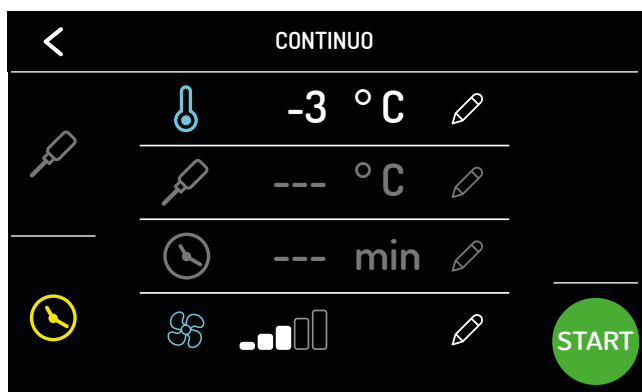 CONTINUO
-3 °C
--- °C
--- min
START